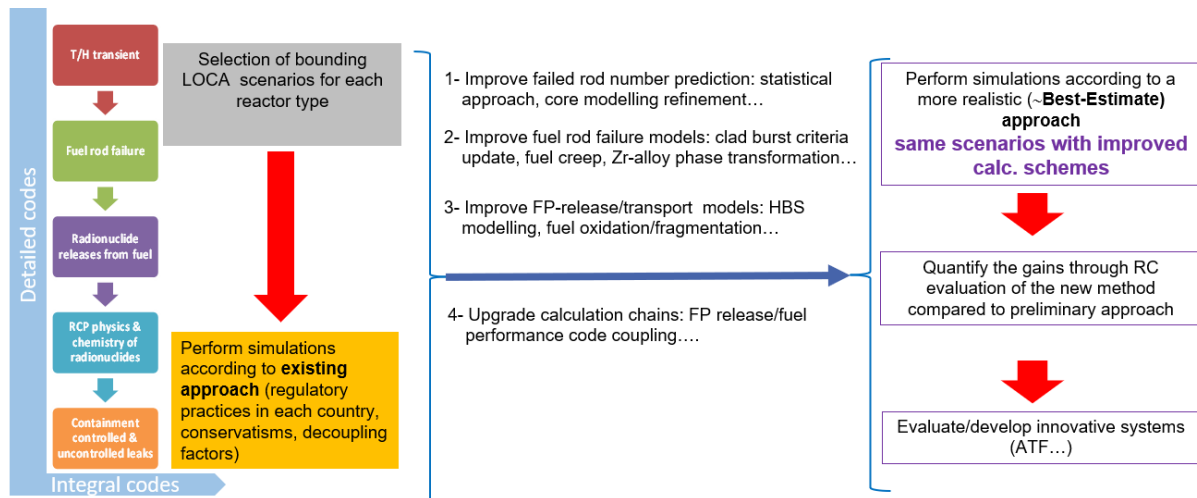 Detailed codes
T/H transient
Fuel rod failure
Radionuclide
releases from fuel
RCP physics &
chemistry of
radionuclides
Containment
controlled &
uncontrolled leaks
Integral codes
Selection of bounding
LOCA scenarios for each
reactor type
Perform simulations
according to existing
approach (regulatory
practices in each country,
conservatisms, decoupling
factors)
1- Improve failed rod number prediction: statistical
approach, core modelling refinement…
2- Improve fuel rod failure models: clad burst criteria
update, fuel creep, Zr-alloy phase transformation…
3- Improve FP-release/transport models: HBS
modelling, fuel oxidation/fragmentation…
4- Upgrade calculation chains: FP release/fuel
performance code coupling….
Perform simulations according to a
more realistic (~Best-Estimate)
approach
same scenarios with improved
calc. schemes
Quantify the gains through RC
evaluation of the new method
compared to preliminary approach
Evaluate/develop innovative systems
(ATF…)